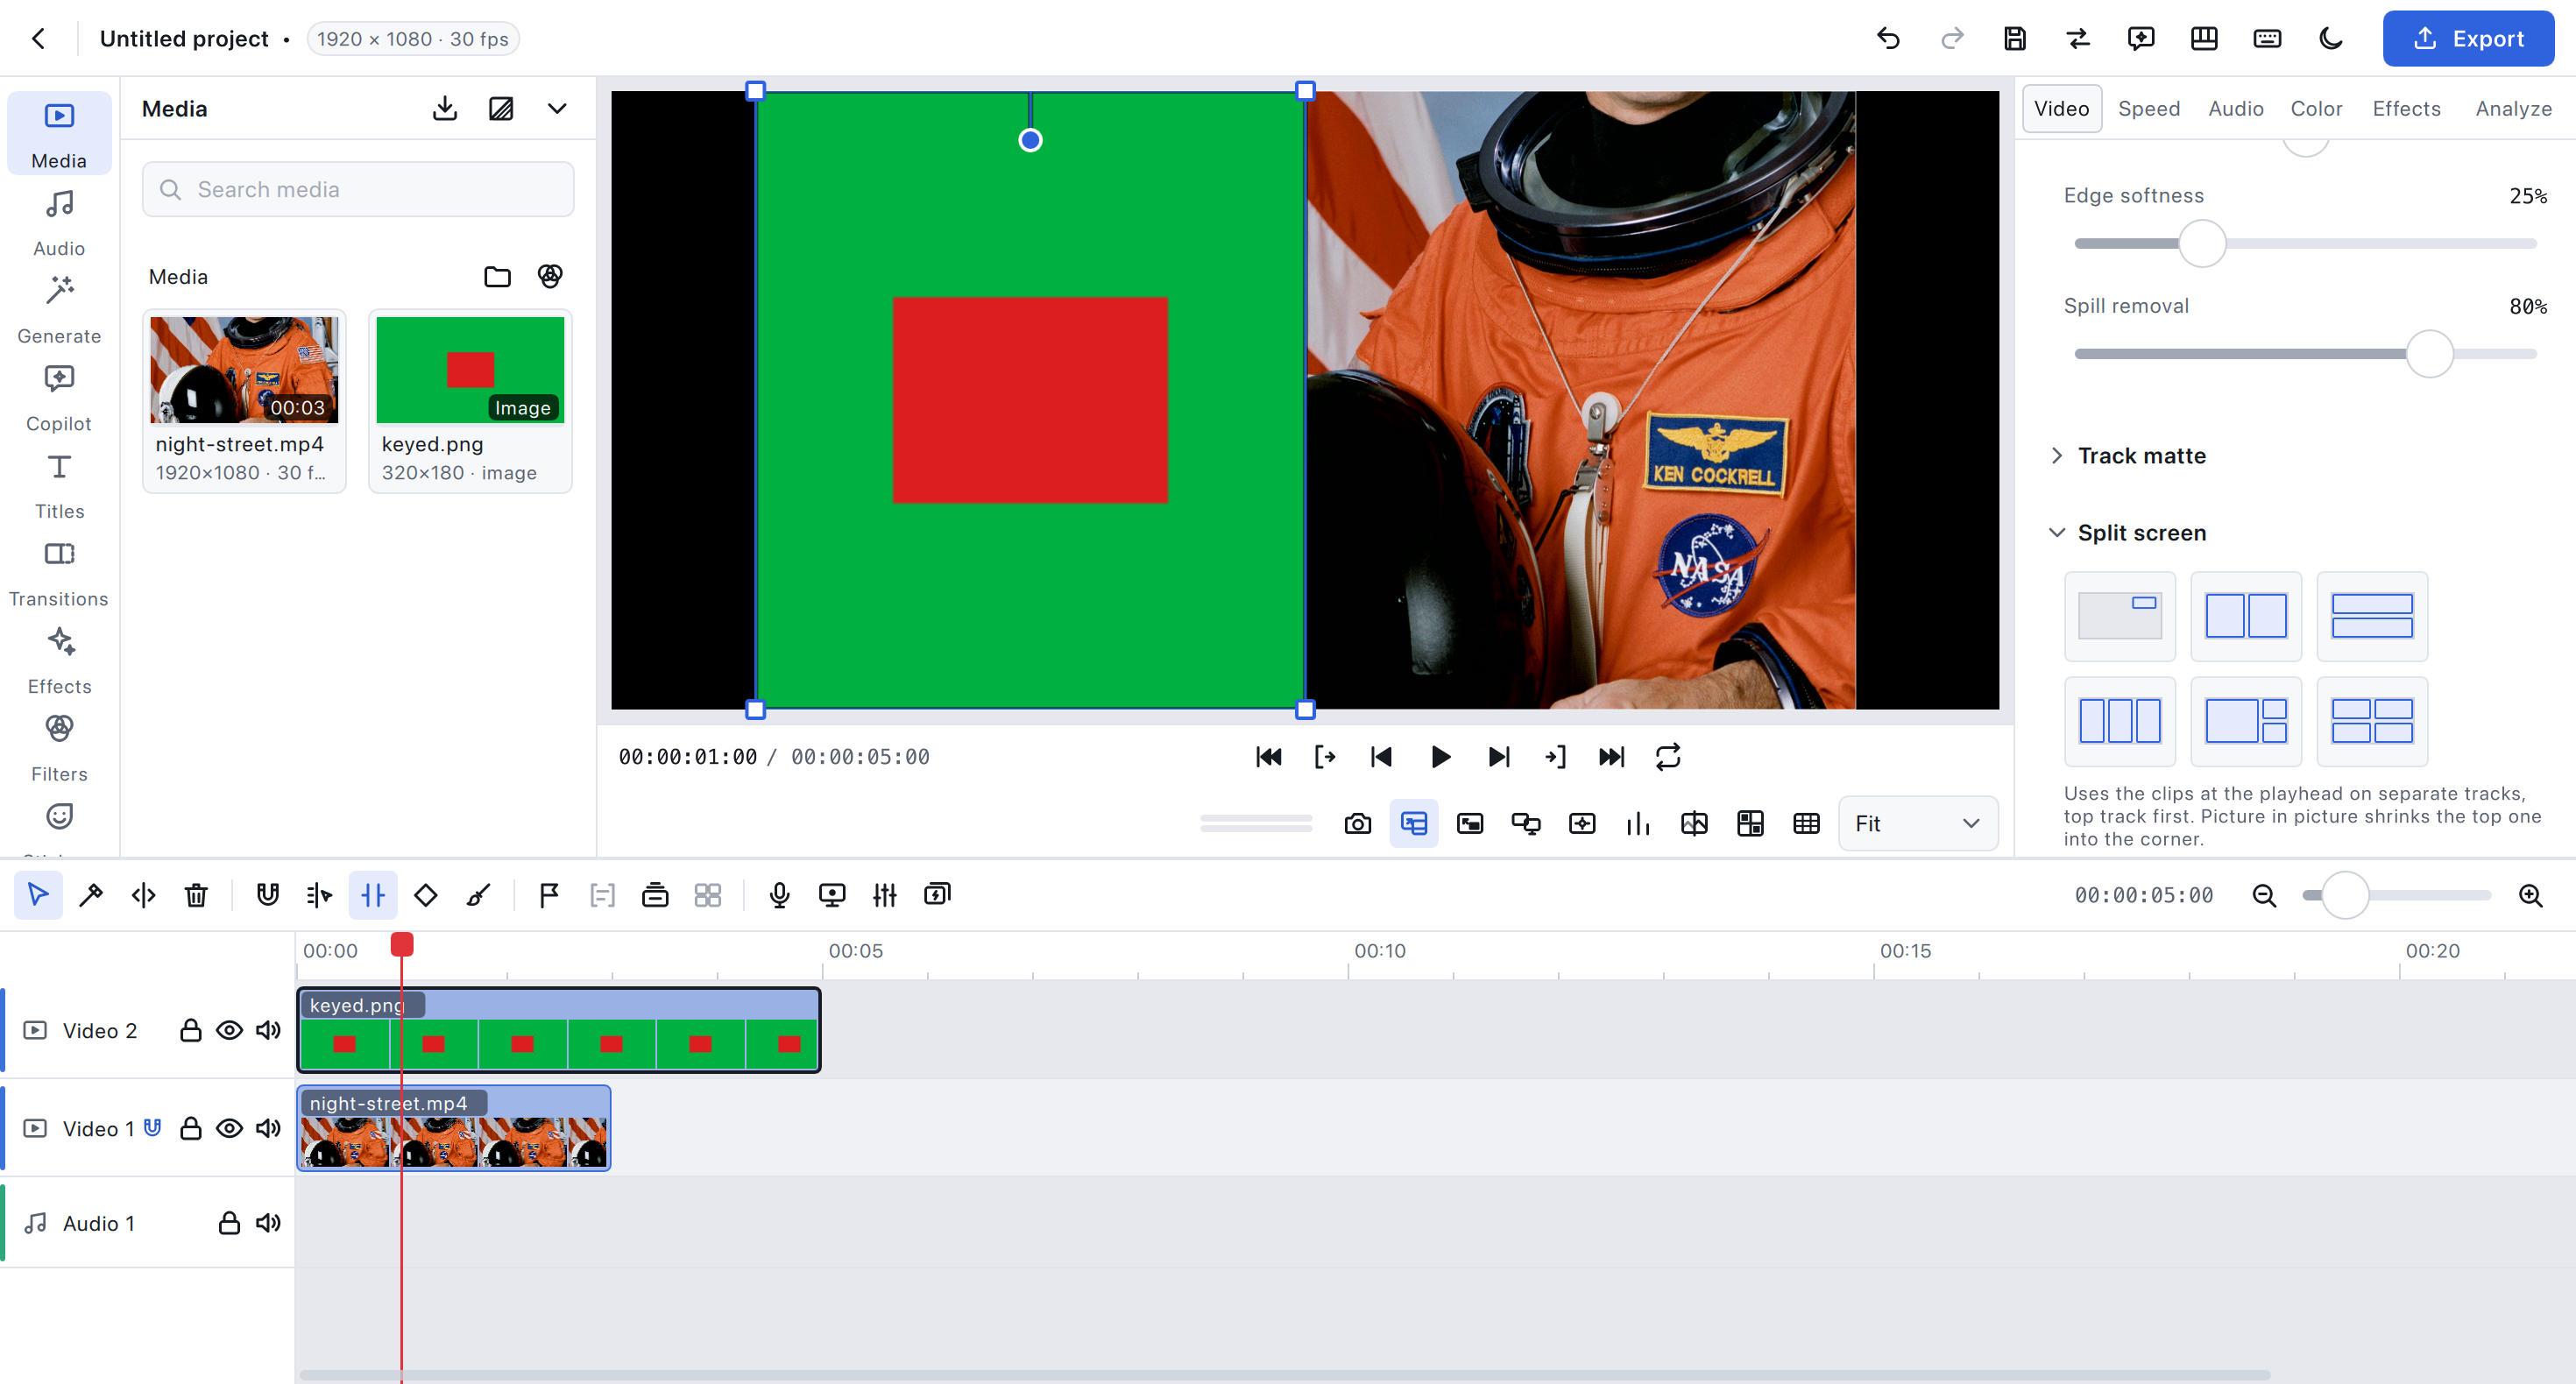 Untitled project •
1920 × 1080 · 30 fps
Export
Media
Audio
Generate
Copilot
Titles
Transitions
Effects
Filters
Media
Search media
Media
00:03
night-street.mp4
1920×1080 · 30 f...
Image
keyed.png
320×180 · image
KEN COCKRELL
NASA
00:00:01:00 / 00:00:05:00
Fit
Video
Speed
Audio
Color
Effects
Analyze
Edge softness
25%
Spill removal
80%
Track matte
Split screen
Uses the clips at the playhead on separate tracks,
top track first. Picture in picture shrinks the top one
into the corner.
00:00:05:00
00:00
00:05
00:10
00:15
00:20
Video 2
keyed.png
Video 1
night-street.mp4
Audio 1